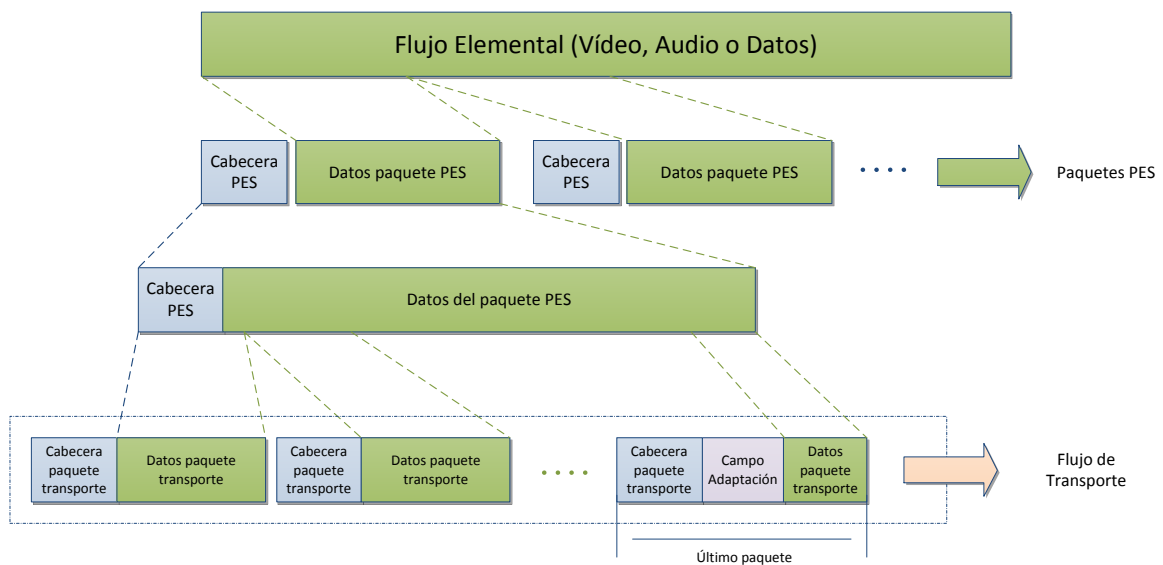 Flujo Elemental (Vídeo, Audio o Datos)
Cabecera
PES
Datos paquete PES
Cabecera
PES
Datos paquete PES
Paquetes PES
Cabecera
PES
Datos del paquete PES
Cabecera
paquete
transporte
Datos paquete
transporte
Cabecera
paquete
transporte
Datos paquete
transporte
Cabecera
paquete
transporte
Campo
Adaptación
Datos
paquete
transporte
Flujo de
Transporte
Último paquete